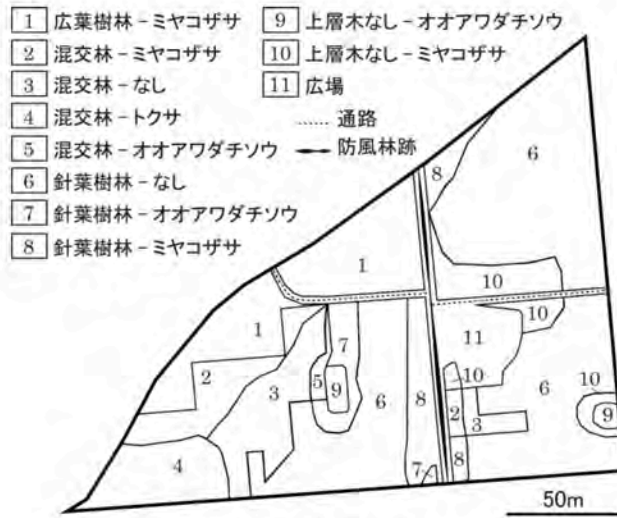 1 広葉樹林－ミヤコザサ
2 混交林－ミヤコザサ
3 混交林－なし
4 混交林－トクサ
5 混交林－オオアワダチソウ
6 針葉樹林－なし
7 針葉樹林－オオアワダチソウ
8 針葉樹林－ミヤコザサ
9 上層木なし－オオアワダチソウ
10 上層木なし－ミヤコザサ
11 広場
通路
防風林跡
6
8
1
10
10
1
7
11
2
5
9
3
6
8
10
6
10
2
3
9
4
7
8
50m